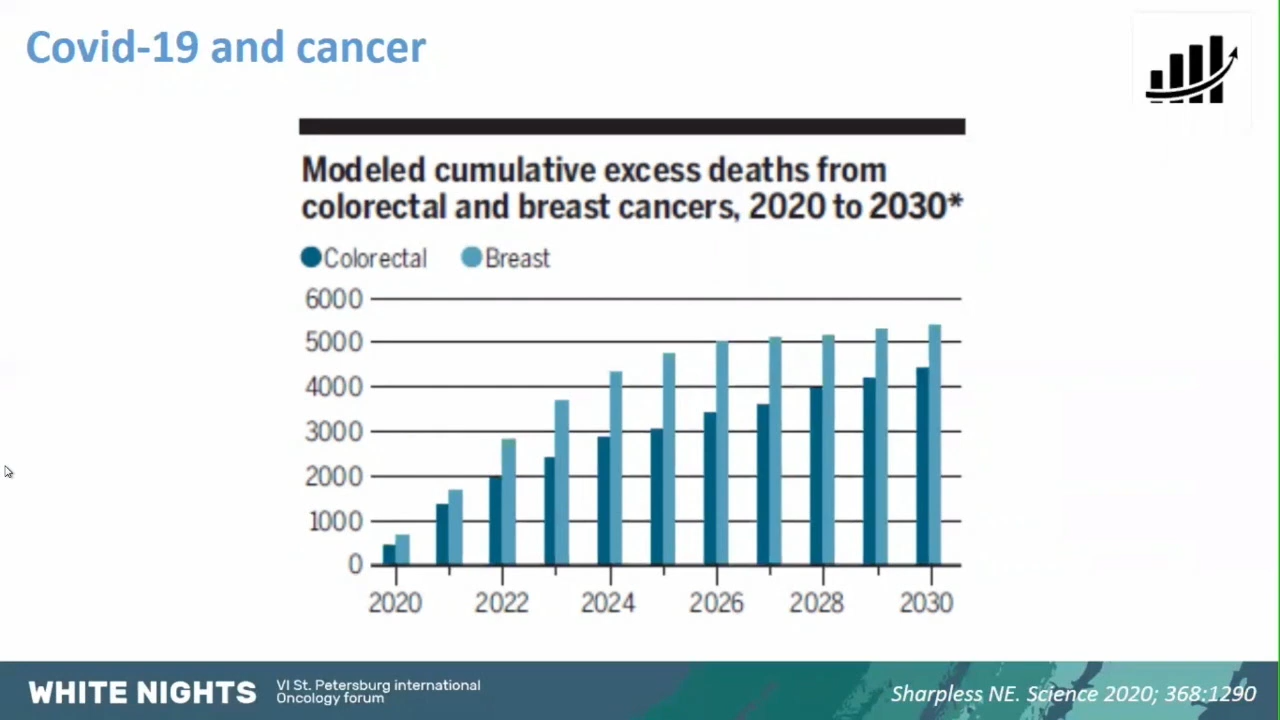 Covid-19 and cancer
Modeled cumulative excess deaths from
colorectal and breast cancers, 2020 to 2030*
Colorectal Breast
6000
5000
4000
3000
2000
1000
0
2020 2022 2024 2026 2028 2030
WHITE NIGHTS
VI St. Petersburg international
Oncology forum
Sharpless NE. Science 2020; 368:1290